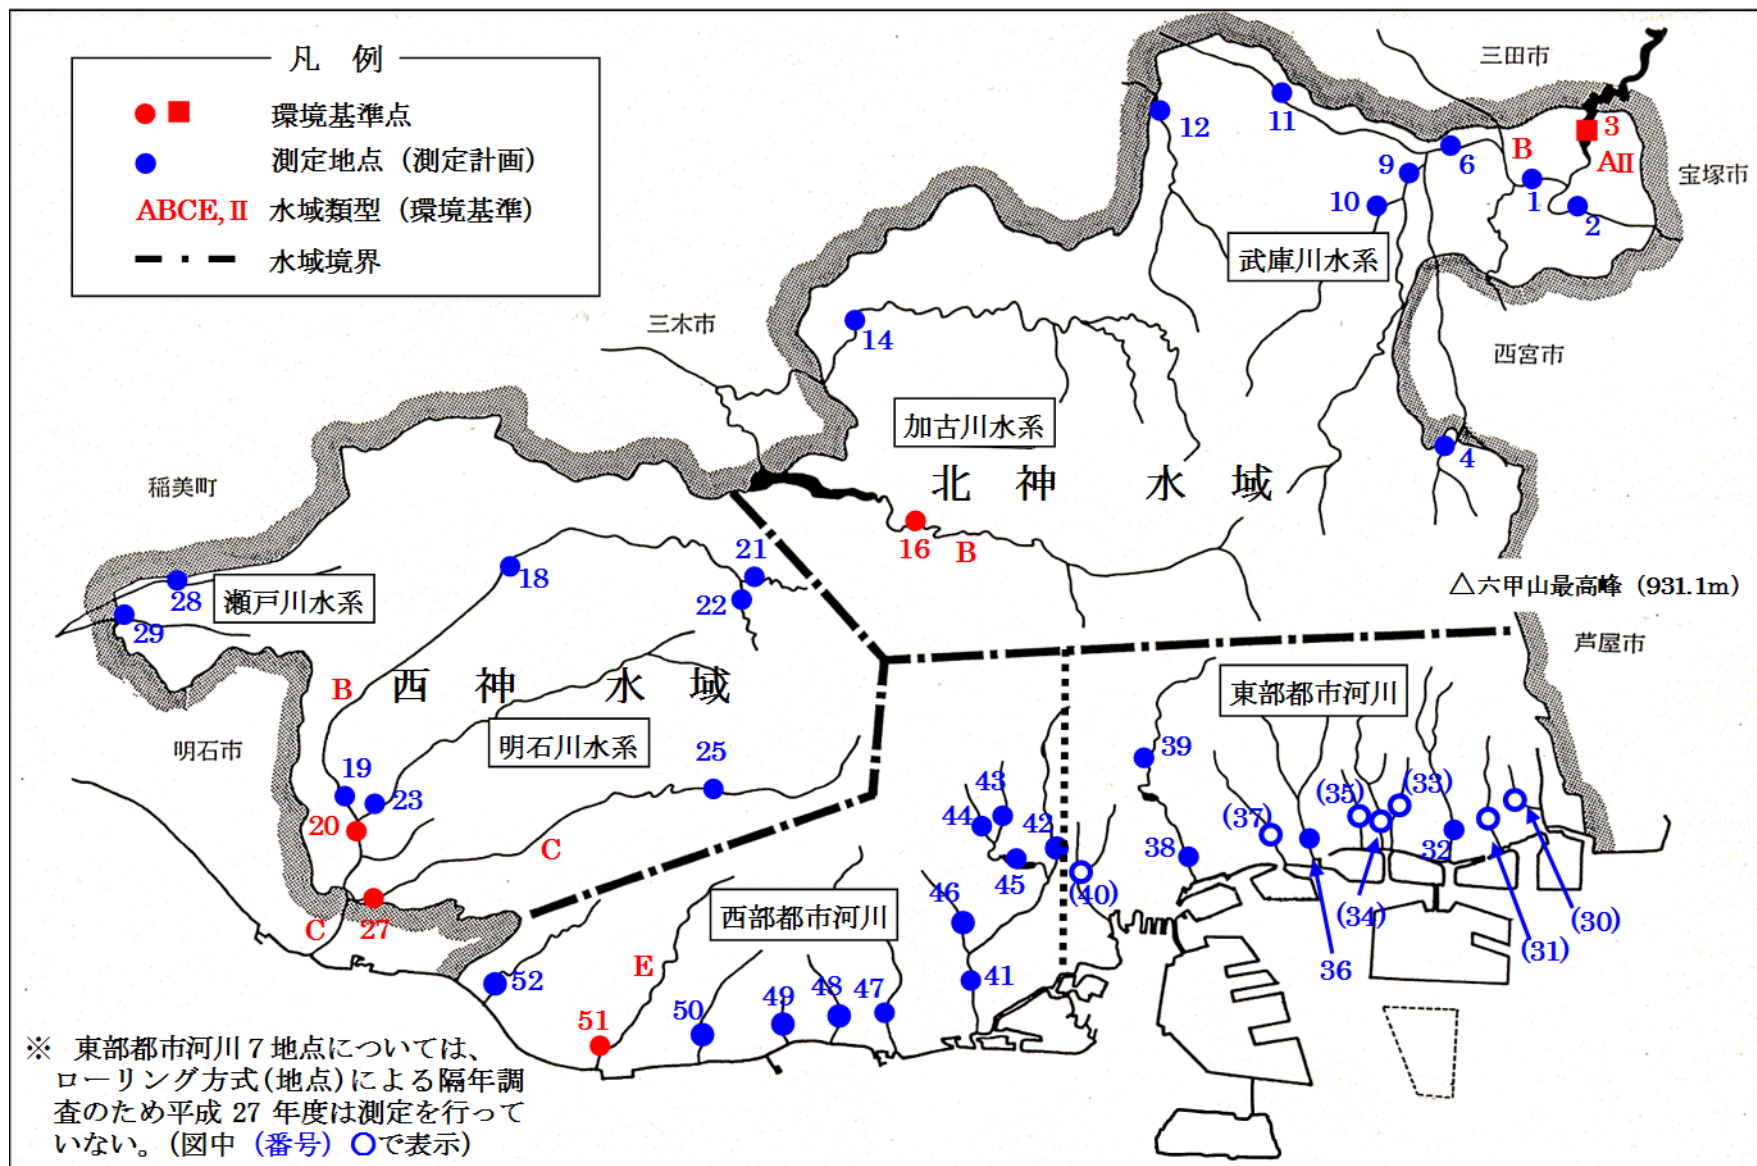 凡 例
環境基準点
測定地点（測定計画）
ABCE, II 水域類型（環境基準）
水域境界
三田市
宝塚市
西宮市
三木市
稲美町
明石市
芦屋市
12
11
3
B
AII
6
9
10
1
2
武庫川水系
14
加古川水系
4
北神水域
16
B
△六甲山最高峰（931.1m）
21
22
18
28
瀬戸川水系
29
B
西神水域
明石川水系
25
19
23
20
C
27
C
東部都市河川
39
43
44
42
45
(40)
38
(37)
(35)
(33)
32
(34)
36
(31)
(30)
46
西部都市河川
41
E
52
51
50
49
48
47
※ 東部都市河川７地点については、
ローリング方式(地点)による隔年調
査のため平成 27 年度は測定を行って
いない。(図中 (番号) ○で表示)